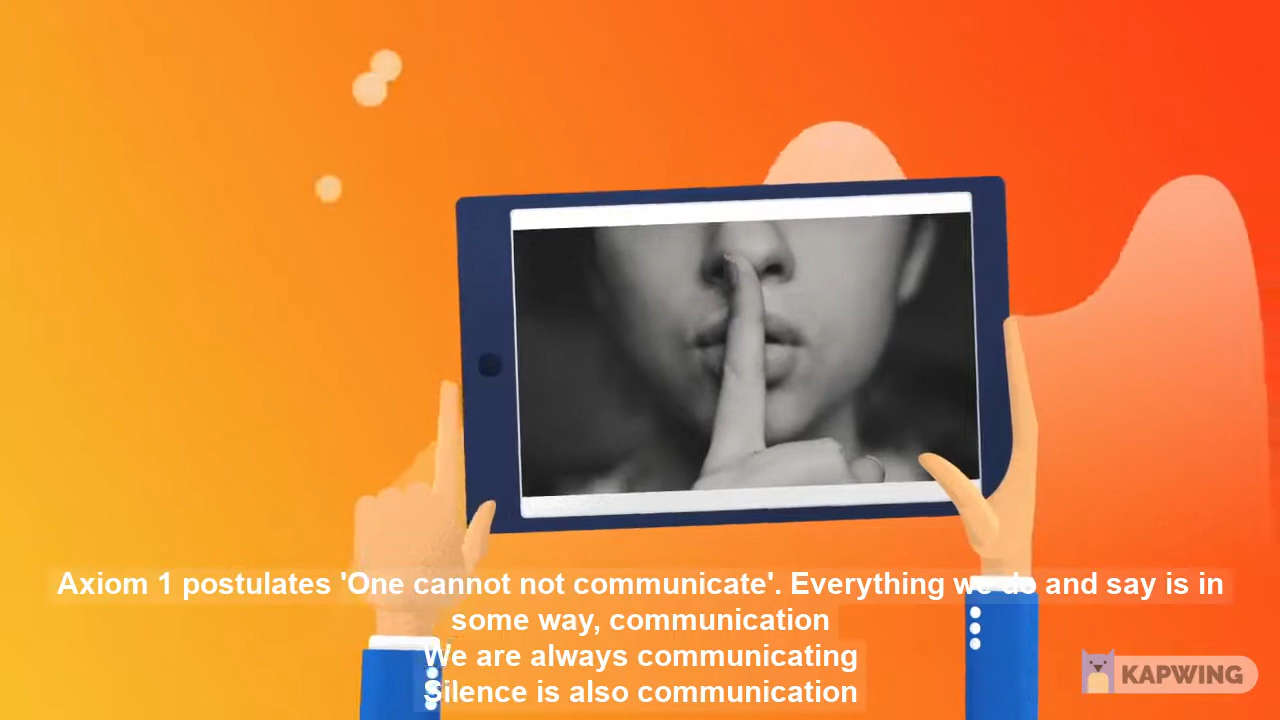 Axiom 1 postulates 'One cannot not communicate'. Everything we do and say is in
some way, communication
We are always communicating
Silence is also communication
KAPWING